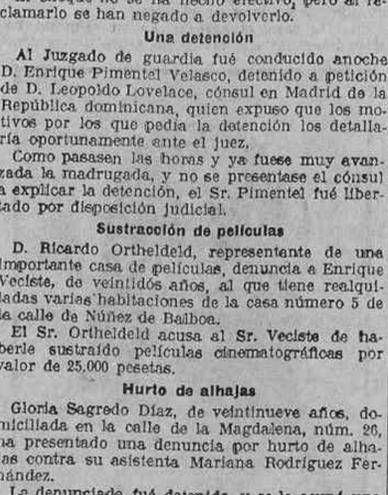 clamarlo se han negado a devolverlo.
Una detención
Al Juzgado de guardia fué conducido anoche
D. Enrique Pimentel Velasco, detenido a petición
de D. Leopoldo Lovelace, cónsul en Madrid de la
República dominicana, quien expuso que los mo-
tivos por los que pedía la detención los detalla-
ría oportunamente ante el juez.
Como pasasen las horas y ya fuese muy avan-
zada la madrugada, y no se presentase el cónsul
a explicar la detención, el Sr. Pimentel fué liber-
tado por disposición judicial.
Sustracción de películas
D. Ricardo Ortheldeld, representante de una
importante casa de películas, denuncia a Enrique
Veciste, de veintidós años, al que tiene realqui-
ladas varias habitaciones de la casa número 5 de
la calle de Núñez de Balboa.
El Sr. Ortheldeld acusa al Sr. Veciste de ha-
berle sustraído películas cinematográficas por
valor de 25.000 pesetas.
Hurto de alhajas
Gloria Sagredo Díaz, de veintinueve años, do-
miciliada en la calle de la Magdalena, núm. 26,
ha presentado una denuncia por hurto de alha-
jas contra su asistenta Mariana Rodríguez Fer-
nández.
La denunciada fué detenida